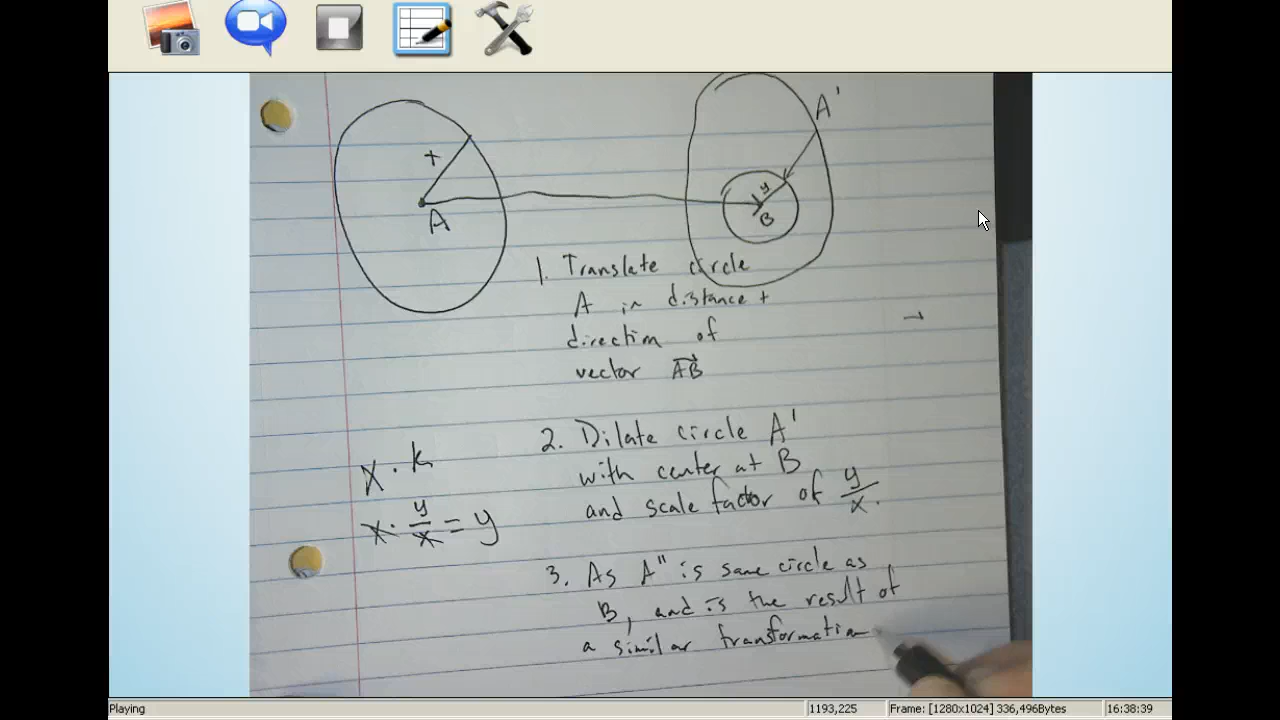 A'
x
y
A
B
1. Translate circle
A in distance +
direction of
vector AB
2. Dilate circle A'
with center at B
and scale factor of y/x.
x · k
x · y/x = y
3. As A" is same circle as
B, and is the result of
a similar transformation
Playing
1193,225
Frame: [1280x1024] 336,496Bytes
16:38:39